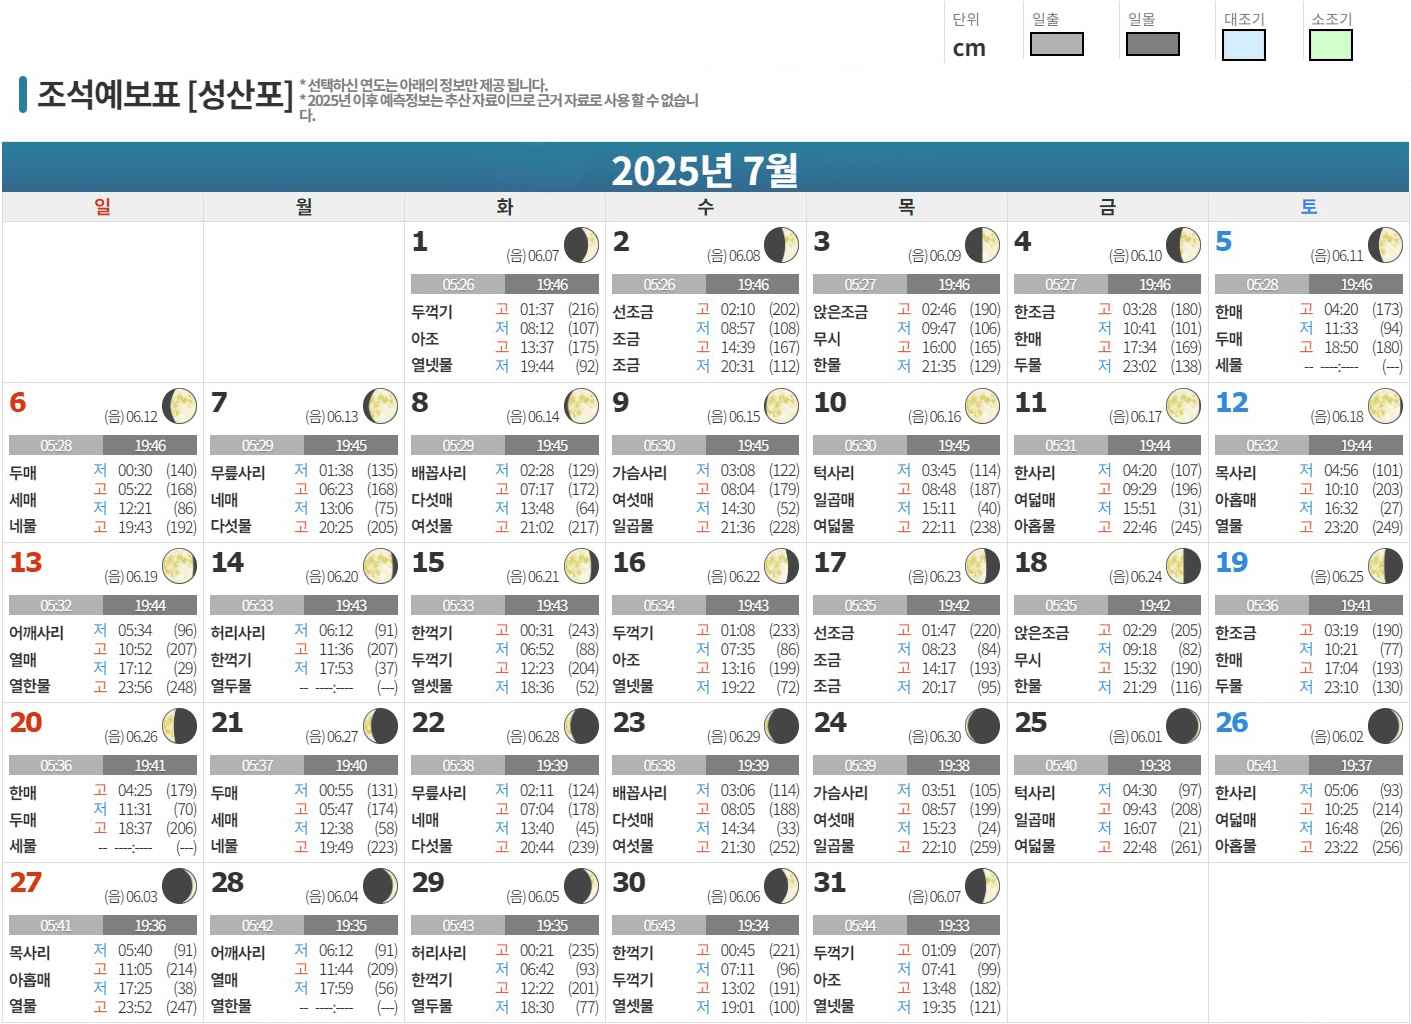 단위 일출 일몰 대조기 소조기
cm
조석예보표 [성산포]
* 선택하신 연도는 아래의 정보만 제공 됩니다.
* 2025년 이후 예측정보는 추산 자료이므로 근거 자료로 사용 할 수 없습니
다.
2025년 7월
일 월 화 수 목 금 토
1 (음) 06.07
05:26 19:46
두꺽기 고 01:37 (216)
저 08:12 (107)
아조 고 13:37 (175)
열넷물 저 19:44 (92)
2 (음) 06.08
05:26 19:46
선조금 고 02:10 (202)
저 08:57 (108)
조금 고 14:39 (167)
조금 저 20:31 (112)
3 (음) 06.09
05:27 19:46
앉은조금 고 02:46 (190)
저 09:47 (106)
무시 고 16:00 (165)
한물 저 21:35 (129)
4 (음) 06.10
05:27 19:46
한조금 고 03:28 (180)
저 10:41 (101)
한매 고 17:34 (169)
두물 저 23:02 (138)
5 (음) 06.11
05:28 19:46
한매 고 04:20 (173)
저 11:33 (94)
두매 고 18:50 (180)
세물 -- ----:---- (---)
6 (음) 06.12
05:28 19:46
두매 저 00:30 (140)
고 05:22 (168)
세매 저 12:21 (86)
네물 고 19:43 (192)
7 (음) 06.13
05:29 19:45
무릎사리 저 01:38 (135)
고 06:23 (168)
네매 저 13:06 (75)
다섯물 고 20:25 (205)
8 (음) 06.14
05:29 19:45
배꼽사리 저 02:28 (129)
고 07:17 (172)
다섯매 저 13:48 (64)
여섯물 고 21:02 (217)
9 (음) 06.15
05:30 19:45
가슴사리 저 03:08 (122)
고 08:04 (179)
여섯매 저 14:30 (52)
일곱물 고 21:36 (228)
10 (음) 06.16
05:30 19:45
턱사리 저 03:45 (114)
고 08:48 (187)
일곱매 저 15:11 (40)
여덟물 고 22:11 (238)
11 (음) 06.17
05:31 19:44
한사리 저 04:20 (107)
고 09:29 (196)
여덟매 저 15:51 (31)
아홉물 고 22:46 (245)
12 (음) 06.18
05:32 19:44
목사리 저 04:56 (101)
고 10:10 (203)
아홉매 저 16:32 (27)
열물 고 23:20 (249)
13 (음) 06.19
05:32 19:44
어깨사리 저 05:34 (96)
고 10:52 (207)
열매 저 17:12 (29)
열한물 고 23:56 (248)
14 (음) 06.20
05:33 19:43
허리사리 저 06:12 (91)
고 11:36 (207)
한꺽기 저 17:53 (37)
열두물 -- ----:---- (---)
15 (음) 06.21
05:33 19:43
한꺽기 고 00:31 (243)
저 06:52 (88)
두꺽기 고 12:23 (204)
열셋물 저 18:36 (52)
16 (음) 06.22
05:34 19:43
두꺽기 고 01:08 (233)
저 07:35 (86)
아조 고 13:16 (199)
열넷물 저 19:22 (72)
17 (음) 06.23
05:35 19:42
선조금 고 01:47 (220)
저 08:23 (84)
조금 고 14:17 (193)
조금 저 20:17 (95)
18 (음) 06.24
05:35 19:42
앉은조금 고 02:29 (205)
저 09:18 (82)
무시 고 15:32 (190)
한물 저 21:29 (116)
19 (음) 06.25
05:36 19:41
한조금 고 03:19 (190)
저 10:21 (77)
한매 고 17:04 (193)
두물 저 23:10 (130)
20 (음) 06.26
05:36 19:41
한매 고 04:25 (179)
저 11:31 (70)
두매 고 18:37 (206)
세물 -- ----:---- (---)
21 (음) 06.27
05:37 19:40
두매 저 00:55 (131)
고 05:47 (174)
세매 저 12:38 (58)
네물 고 19:49 (223)
22 (음) 06.28
05:38 19:39
무릎사리 저 02:11 (124)
고 07:04 (178)
네매 저 13:40 (45)
다섯물 고 20:44 (239)
23 (음) 06.29
05:38 19:39
배꼽사리 저 03:06 (114)
고 08:05 (188)
다섯매 저 14:34 (33)
여섯물 고 21:30 (252)
24 (음) 06.30
05:39 19:38
가슴사리 저 03:51 (105)
고 08:57 (199)
여섯매 저 15:23 (24)
일곱물 고 22:10 (259)
25 (음) 06.01
05:40 19:38
턱사리 저 04:30 (97)
고 09:43 (208)
일곱매 저 16:07 (21)
여덟물 고 22:48 (261)
26 (음) 06.02
05:41 19:37
한사리 저 05:06 (93)
고 10:25 (214)
여덟매 저 16:48 (26)
아홉물 고 23:22 (256)
27 (음) 06.03
05:41 19:36
목사리 저 05:40 (91)
고 11:05 (214)
아홉매 저 17:25 (38)
열물 고 23:52 (247)
28 (음) 06.04
05:42 19:35
어깨사리 저 06:12 (91)
고 11:44 (209)
열매 저 17:59 (56)
열한물 -- ----:---- (---)
29 (음) 06.05
05:43 19:35
허리사리 고 00:21 (235)
저 06:42 (93)
한꺽기 고 12:22 (201)
열두물 저 18:30 (77)
30 (음) 06.06
05:43 19:34
한꺽기 고 00:45 (221)
저 07:11 (96)
두꺽기 고 13:02 (191)
열셋물 저 19:01 (100)
31 (음) 06.07
05:44 19:33
두꺽기 고 01:09 (207)
저 07:41 (99)
아조 고 13:48 (182)
열넷물 저 19:35 (121)